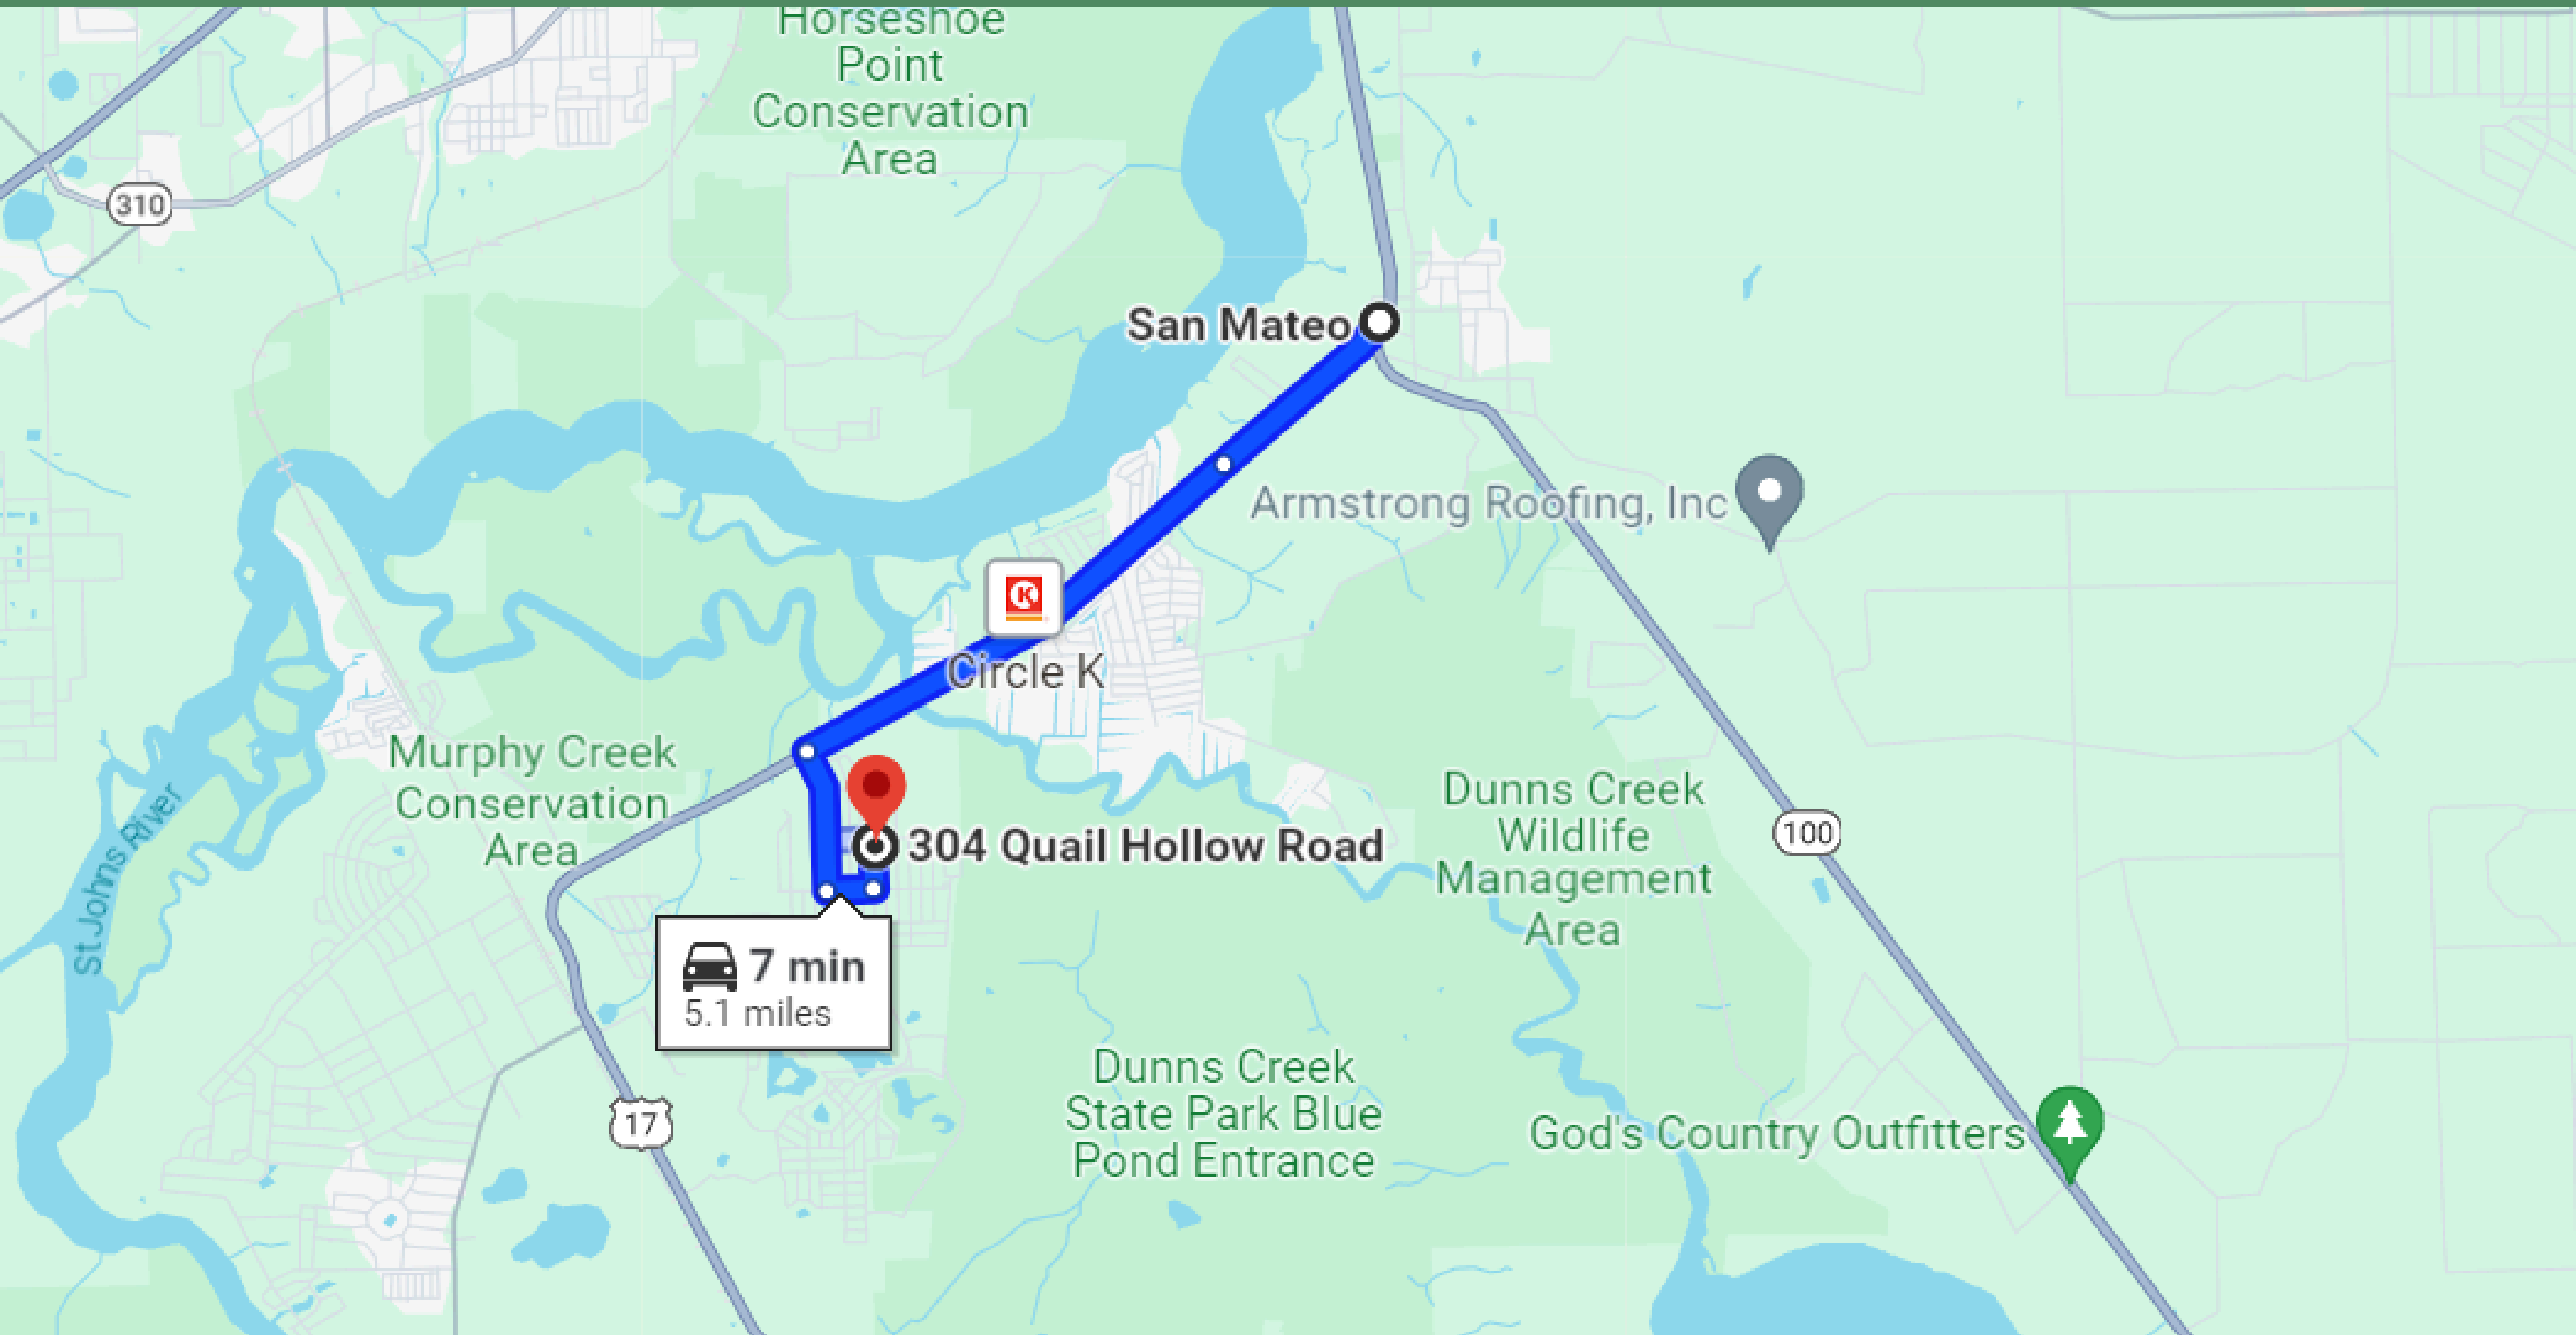 Horseshoe
Point
Conservation
Area
310
San Mateo
Armstrong Roofing, Inc
K
Circle K
Murphy Creek
Conservation
Area
St Johns River
304 Quail Hollow Road
Dunns Creek
Wildlife
Management
Area
100
7 min
5.1 miles
Dunns Creek
State Park Blue
Pond Entrance
17
God's Country Outfitters